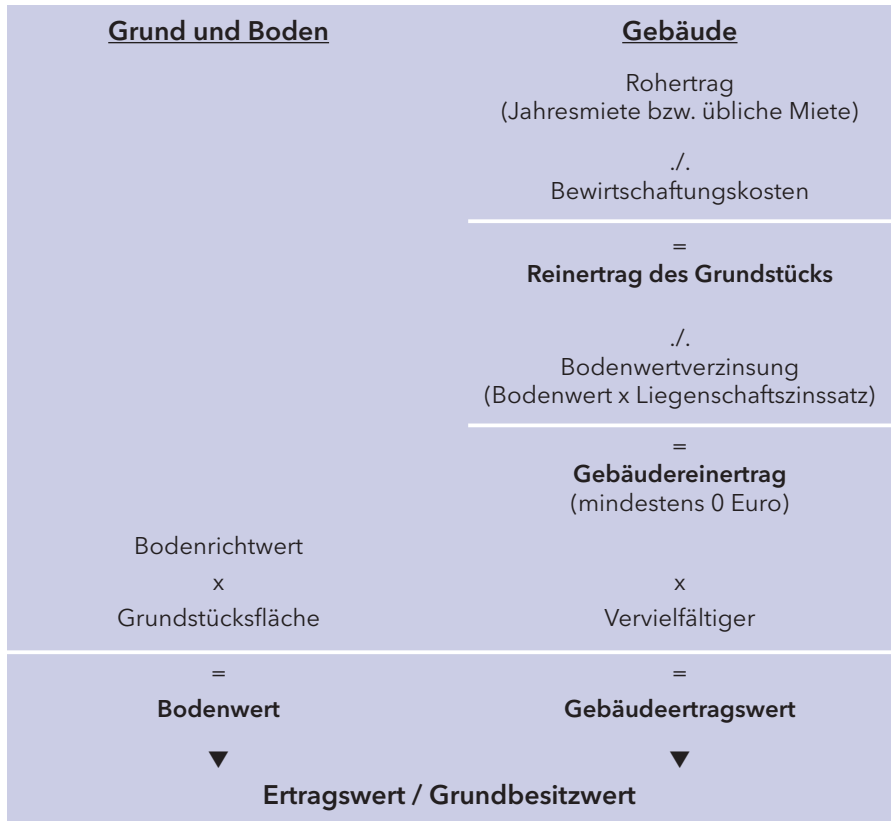 Grund und Boden
Gebäude
Rohertrag
(Jahresmiete bzw. übliche Miete)
./.
Bewirtschaftungskosten
=
Reinertrag des Grundstücks
./.
Bodenwertverzinsung
(Bodenwert x Liegenschaftszinssatz)
=
Gebäudereinertrag
(mindestens 0 Euro)
Bodenrichtwert
x
Grundstücksfläche
x
Vervielfältiger
=
Bodenwert
=
Gebäudeertragswert
Ertragswert / Grundbesitzwert